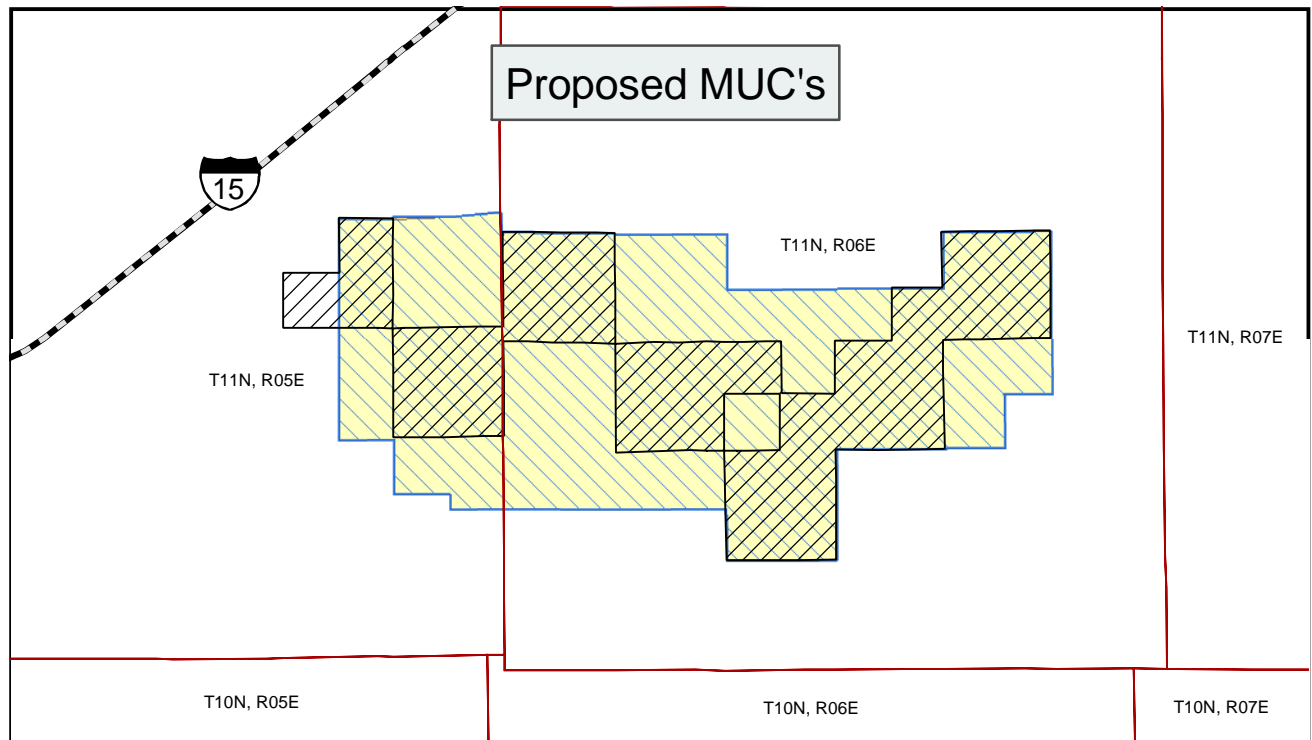 Proposed MUC's
15
T11N, R06E
T11N, R07E
T11N, R05E
T10N, R05E
T10N, R06E
T10N, R07E